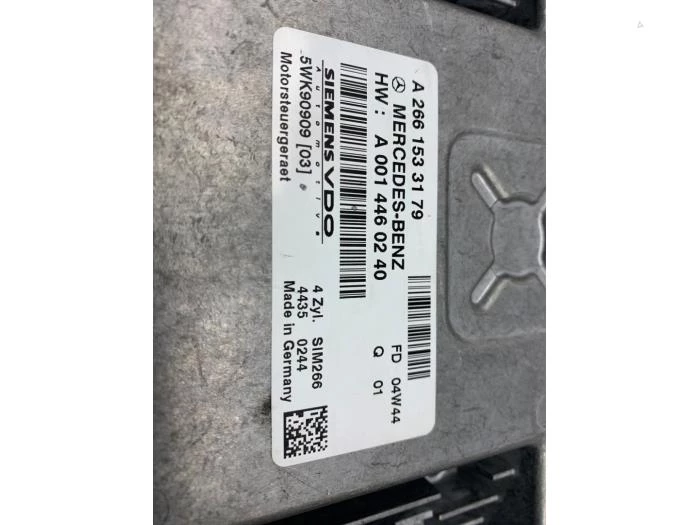 A 266 153 31 79
MERCEDES-BENZ
HW: A 001 446 02 40
FD 04W44
Q 01
SIEMENS VDO
Automotive
5WK90909 [03]
Motorsteuergeraet
4 Zyl. SIM266
4435 0244
Made in Germany